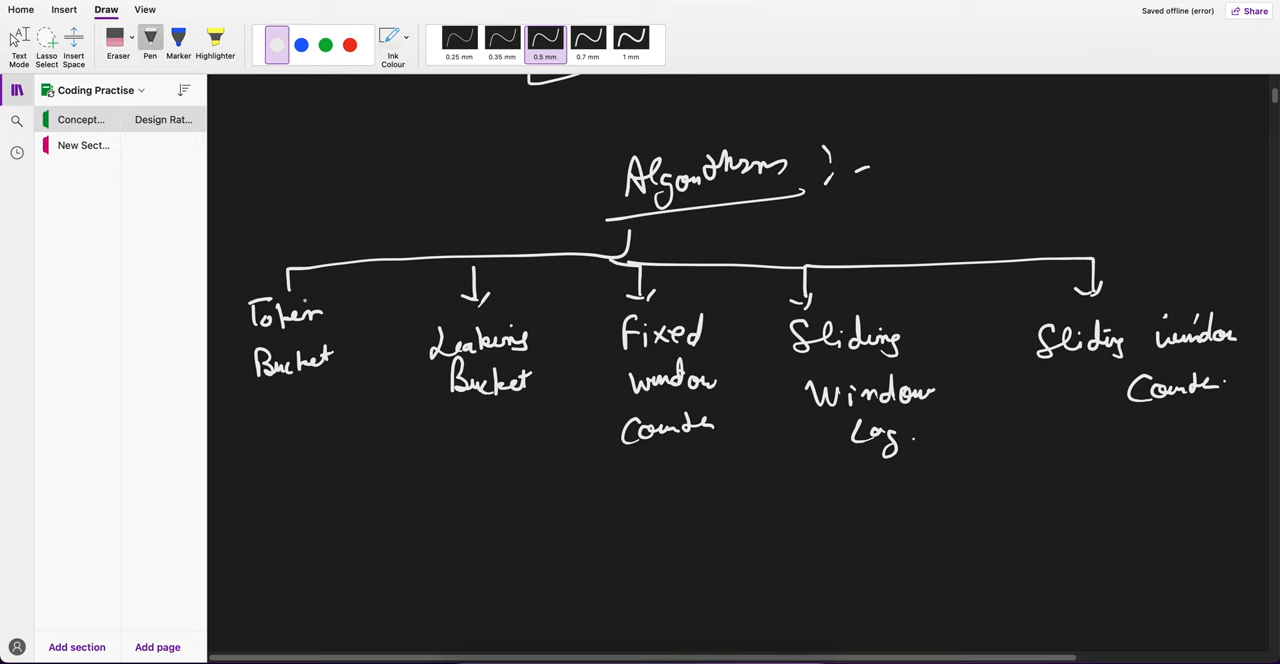 Home Insert Draw View
Saved offline (error) Share
Text Mode
Lasso Select
Insert Space
Eraser
Pen
Marker
Highlighter
Ink Colour
0.25 mm
0.35 mm
0.5 mm
0.7 mm
1 mm
Coding Practise
Concept... Design Rat...
New Sect...
Algorithms :-
Token
Bucket
Leaking
Bucket
Fixed
Window
Counter
Sliding
Window
Log.
Sliding window
Counter.
Add section Add page